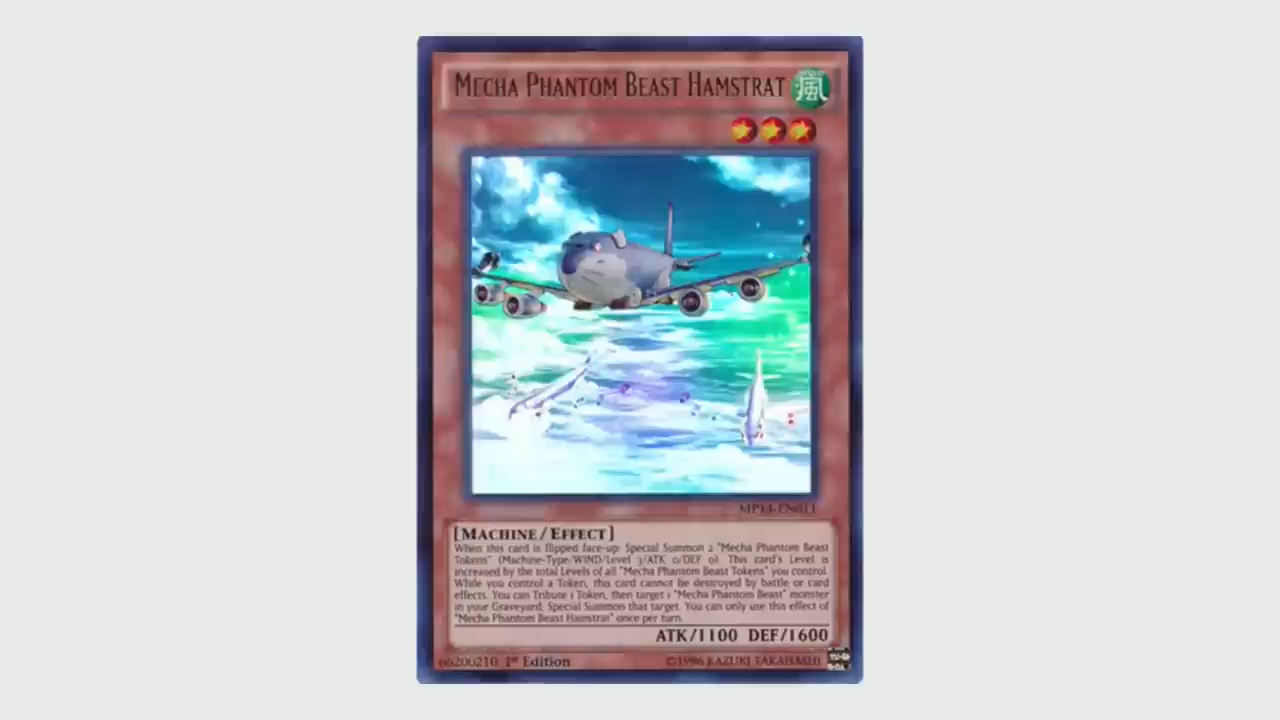 MECHA PHANTOM BEAST HAMSTRAT 風
MP14-EN011
[MACHINE/EFFECT]
When this card is flipped face-up: Special Summon 2 "Mecha Phantom Beast
Tokens" (Machine-Type/WIND/Level 3/ATK 0/DEF 0). This card's Level is
increased by the total Levels of all "Mecha Phantom Beast Tokens" you control.
While you control a Token, this card cannot be destroyed by battle or card
effects. You can Tribute 1 Token, then target 1 "Mecha Phantom Beast" monster
in your Graveyard; Special Summon that target. You can only use this effect of
"Mecha Phantom Beast Hamstrat" once per turn.
ATK/1100 DEF/1600
66200210 1st Edition ©1996 KAZUKI TAKAHASHI